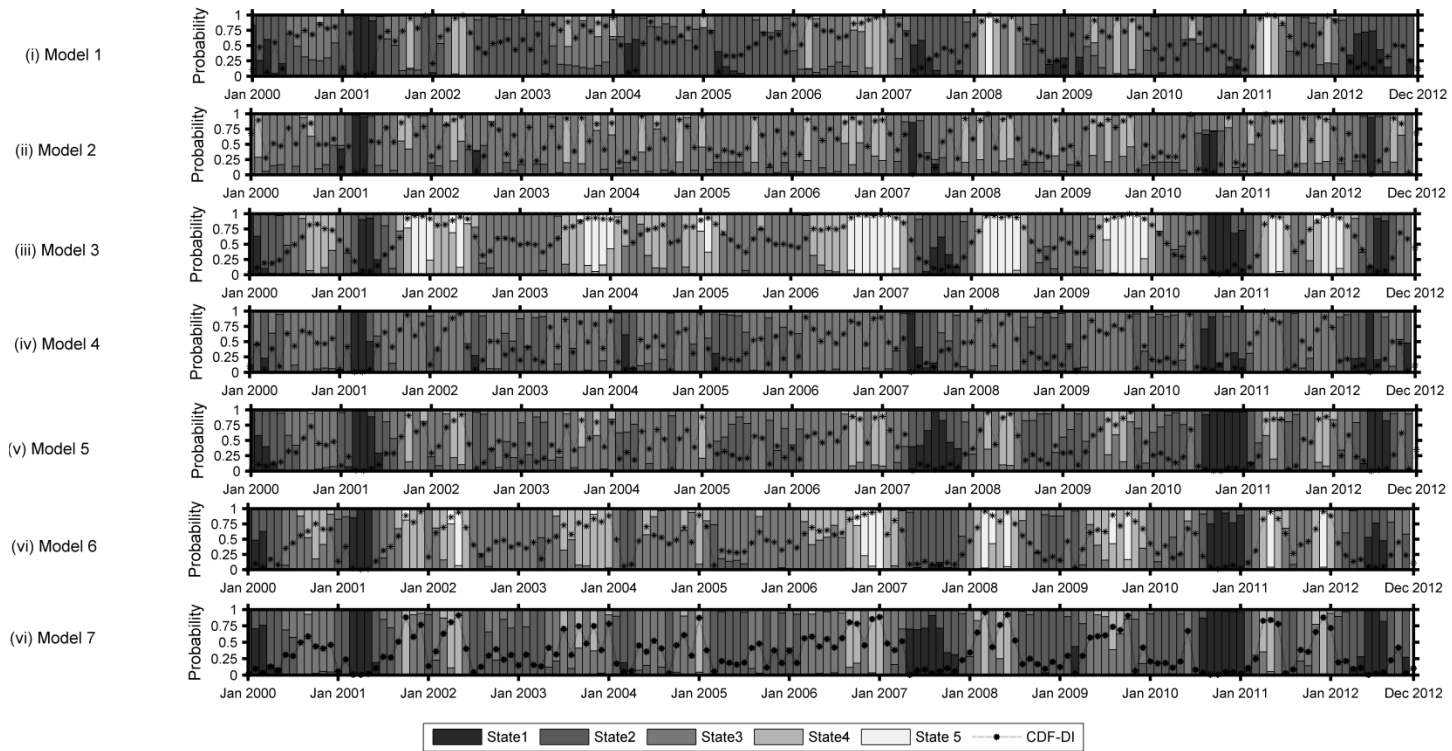 (i) Model 1
Probability
1
0.75
0.5
0.25
0
Jan 2000 Jan 2001 Jan 2002 Jan 2003 Jan 2004 Jan 2005 Jan 2006 Jan 2007 Jan 2008 Jan 2009 Jan 2010 Jan 2011 Jan 2012 Dec 2012
(ii) Model 2
Probability
1
0.75
0.5
0.25
0
Jan 2000 Jan 2001 Jan 2002 Jan 2003 Jan 2004 Jan 2005 Jan 2006 Jan 2007 Jan 2008 Jan 2009 Jan 2010 Jan 2011 Jan 2012 Dec 2012
(iii) Model 3
Probability
1
0.75
0.5
0.25
0
Jan 2000 Jan 2001 Jan 2002 Jan 2003 Jan 2004 Jan 2005 Jan 2006 Jan 2007 Jan 2008 Jan 2009 Jan 2010 Jan 2011 Jan 2012 Dec 2012
(iv) Model 4
Probability
1
0.75
0.5
0.25
0
Jan 2000 Jan 2001 Jan 2002 Jan 2003 Jan 2004 Jan 2005 Jan 2006 Jan 2007 Jan 2008 Jan 2009 Jan 2010 Jan 2011 Jan 2012 Dec 2012
(v) Model 5
Probability
1
0.75
0.5
0.25
0
Jan 2000 Jan 2001 Jan 2002 Jan 2003 Jan 2004 Jan 2005 Jan 2006 Jan 2007 Jan 2008 Jan 2009 Jan 2010 Jan 2011 Jan 2012 Dec 2012
(vi) Model 6
Probability
1
0.75
0.5
0.25
0
Jan 2000 Jan 2001 Jan 2002 Jan 2003 Jan 2004 Jan 2005 Jan 2006 Jan 2007 Jan 2008 Jan 2009 Jan 2010 Jan 2011 Jan 2012 Dec 2012
(vi) Model 7
Probability
1
0.75
0.5
0.25
0
Jan 2000 Jan 2001 Jan 2002 Jan 2003 Jan 2004 Jan 2005 Jan 2006 Jan 2007 Jan 2008 Jan 2009 Jan 2010 Jan 2011 Jan 2012 Dec 2012
State1 State2 State3 State4 State 5 CDF-DI